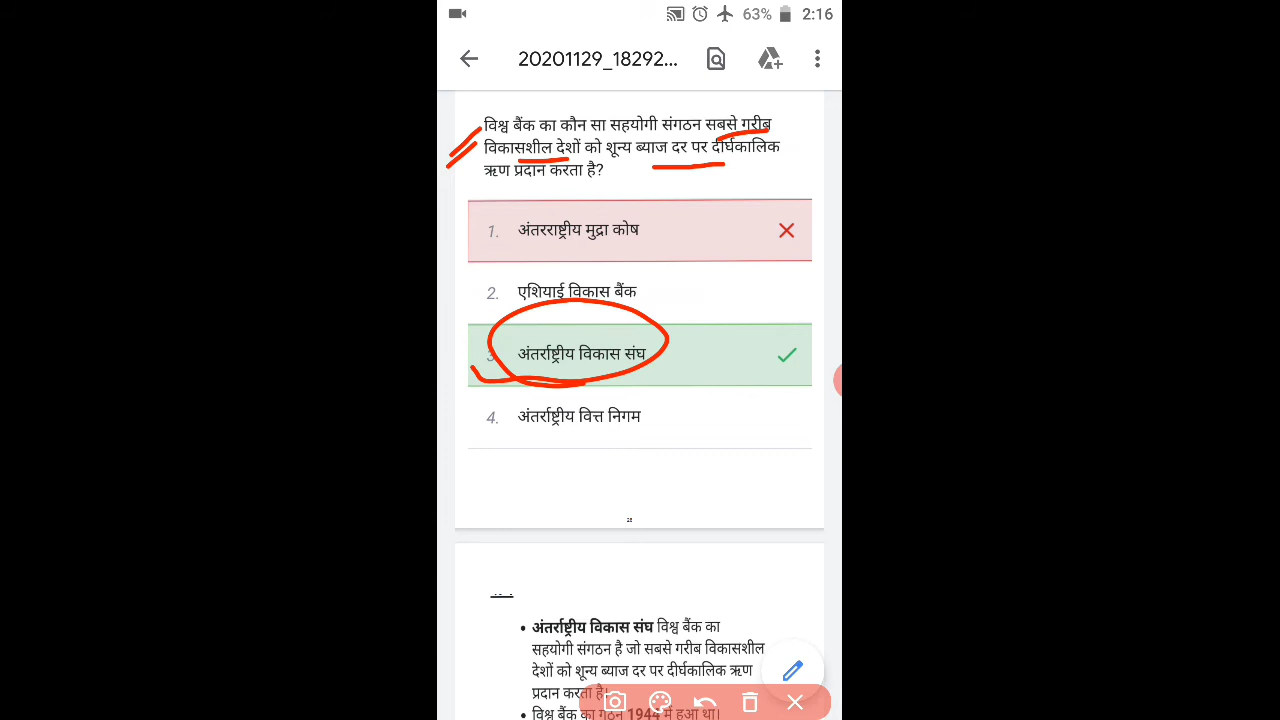 63% 2:16
20201129_18292...
विश्व बैंक का कौन सा सहयोगी संगठन सबसे गरीब
विकासशील देशों को शून्य ब्याज दर पर दीर्घकालिक
ऋण प्रदान करता है?
1. अंतरराष्ट्रीय मुद्रा कोष
2. एशियाई विकास बैंक
3. अंतर्राष्ट्रीय विकास संघ
4. अंतर्राष्ट्रीय वित्त निगम
• अंतर्राष्ट्रीय विकास संघ विश्व बैंक का
सहयोगी संगठन है जो सबसे गरीब विकासशील
देशों को शून्य ब्याज दर पर दीर्घकालिक ऋण
प्रदान करता है।
• विश्व बैंक का गठन 1944 में हुआ था।